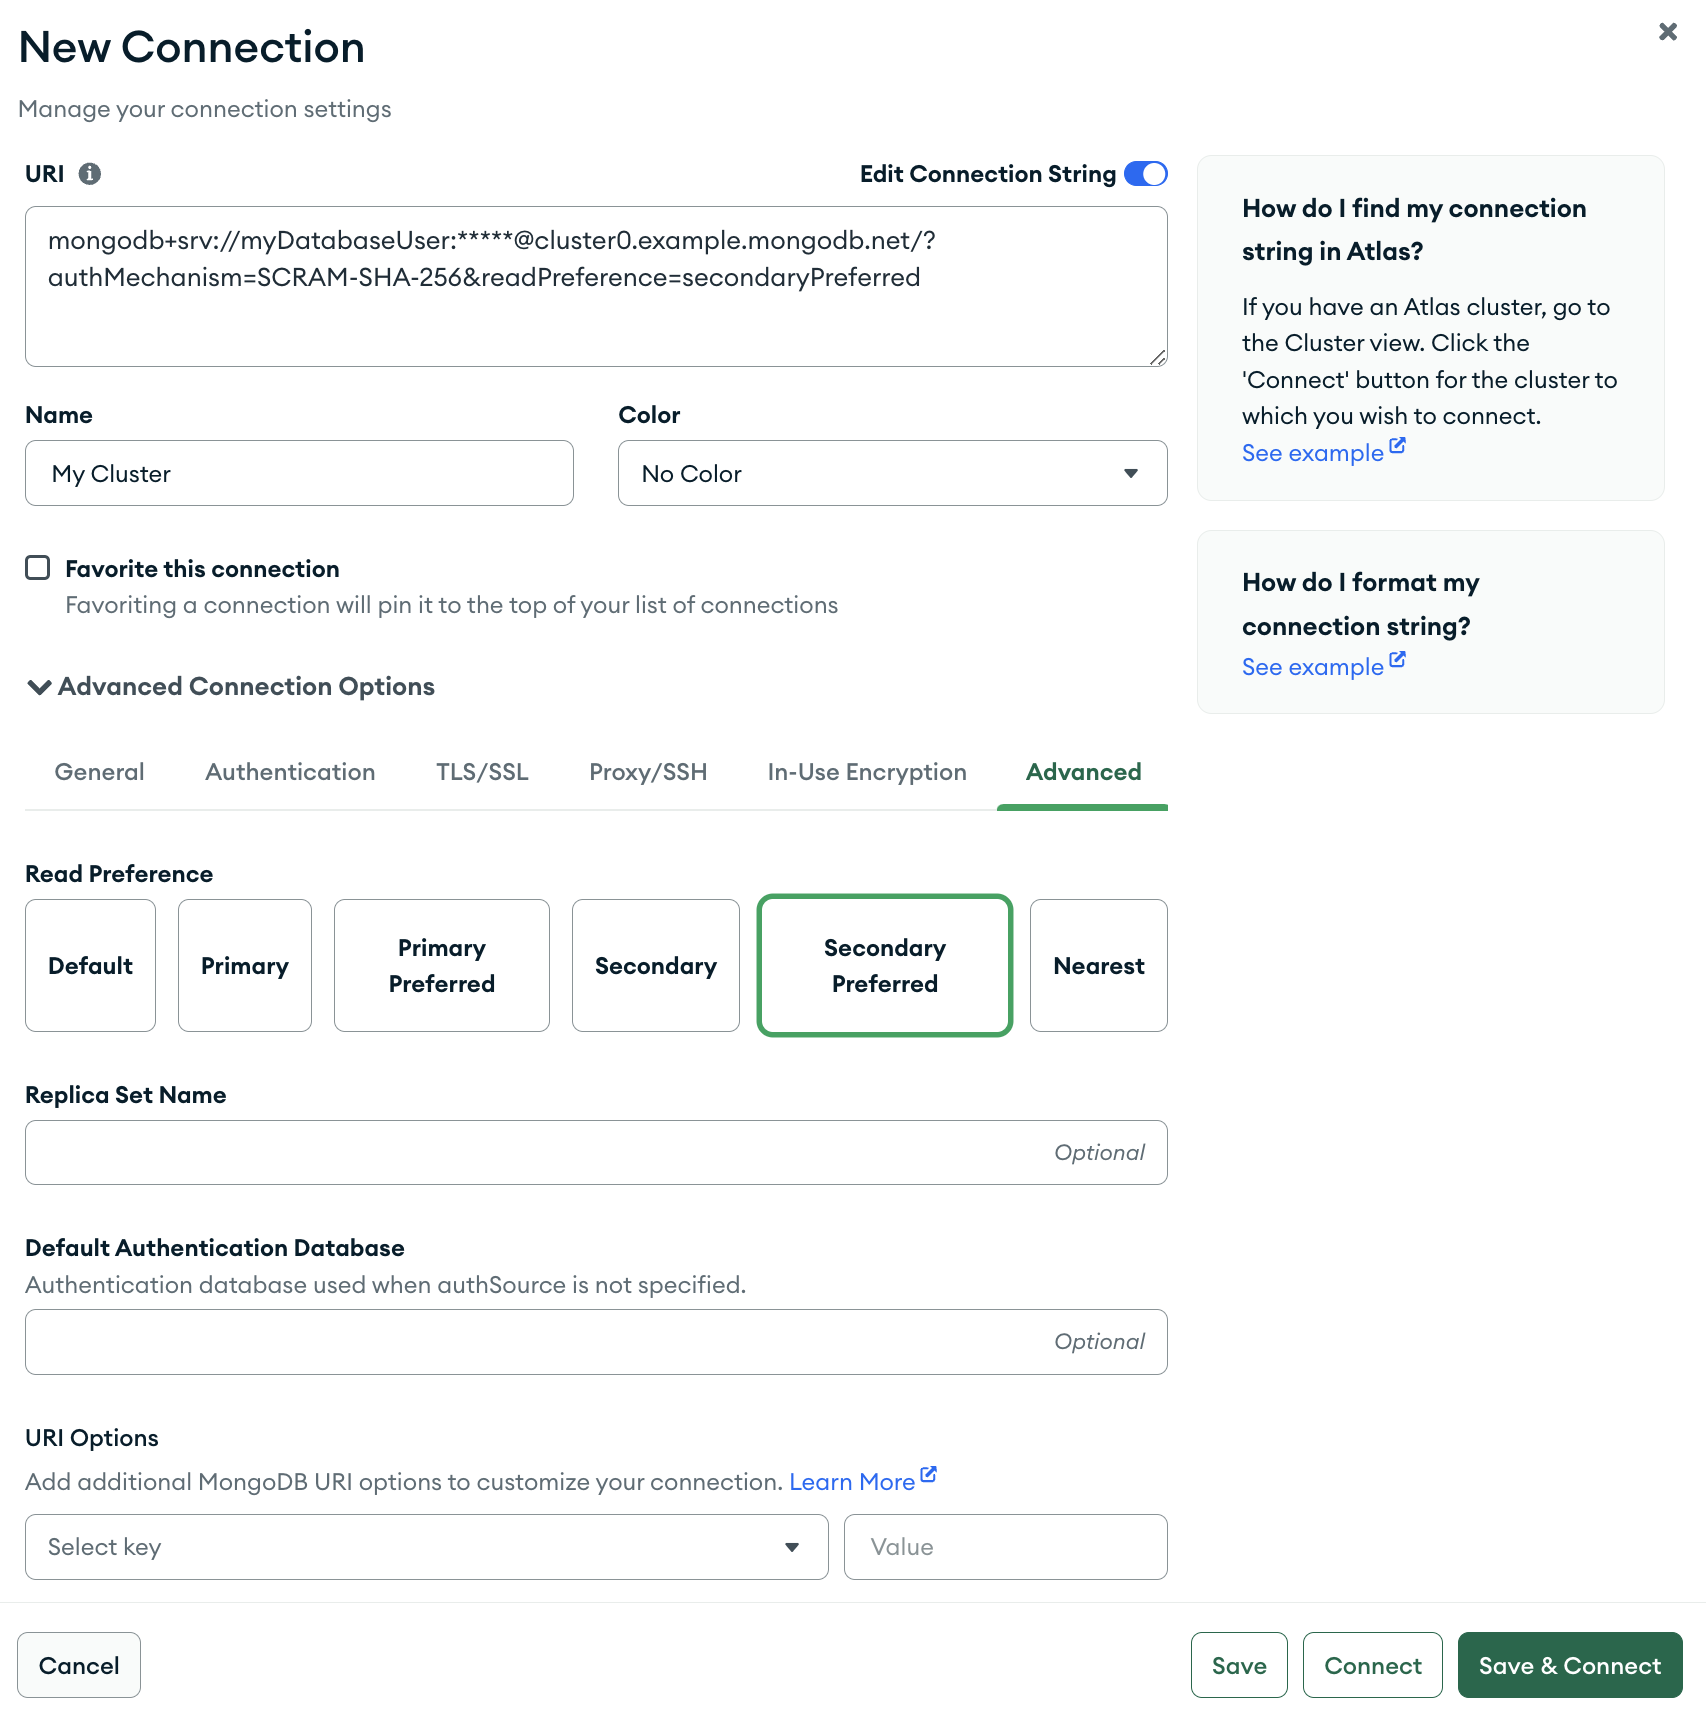 New Connection
Manage your connection settings
URI
Edit Connection String
mongodb+srv://myDatabaseUser:*****@cluster0.example.mongodb.net/?
authMechanism=SCRAM-SHA-256&readPreference=secondaryPreferred
Name
Color
My Cluster
No Color
Favorite this connection
Favoriting a connection will pin it to the top of your list of connections
How do I find my connection
string in Atlas?
If you have an Atlas cluster, go to
the Cluster view. Click the
'Connect' button for the cluster to
which you wish to connect.
See example
How do I format my
connection string?
See example
Advanced Connection Options
General
Authentication
TLS/SSL
Proxy/SSH
In-Use Encryption
Advanced
Read Preference
Default
Primary
Primary
Preferred
Secondary
Secondary
Preferred
Nearest
Replica Set Name
Optional
Default Authentication Database
Authentication database used when authSource is not specified.
Optional
URI Options
Add additional MongoDB URI options to customize your connection. Learn More
Select key
Value
Cancel
Save
Connect
Save & Connect